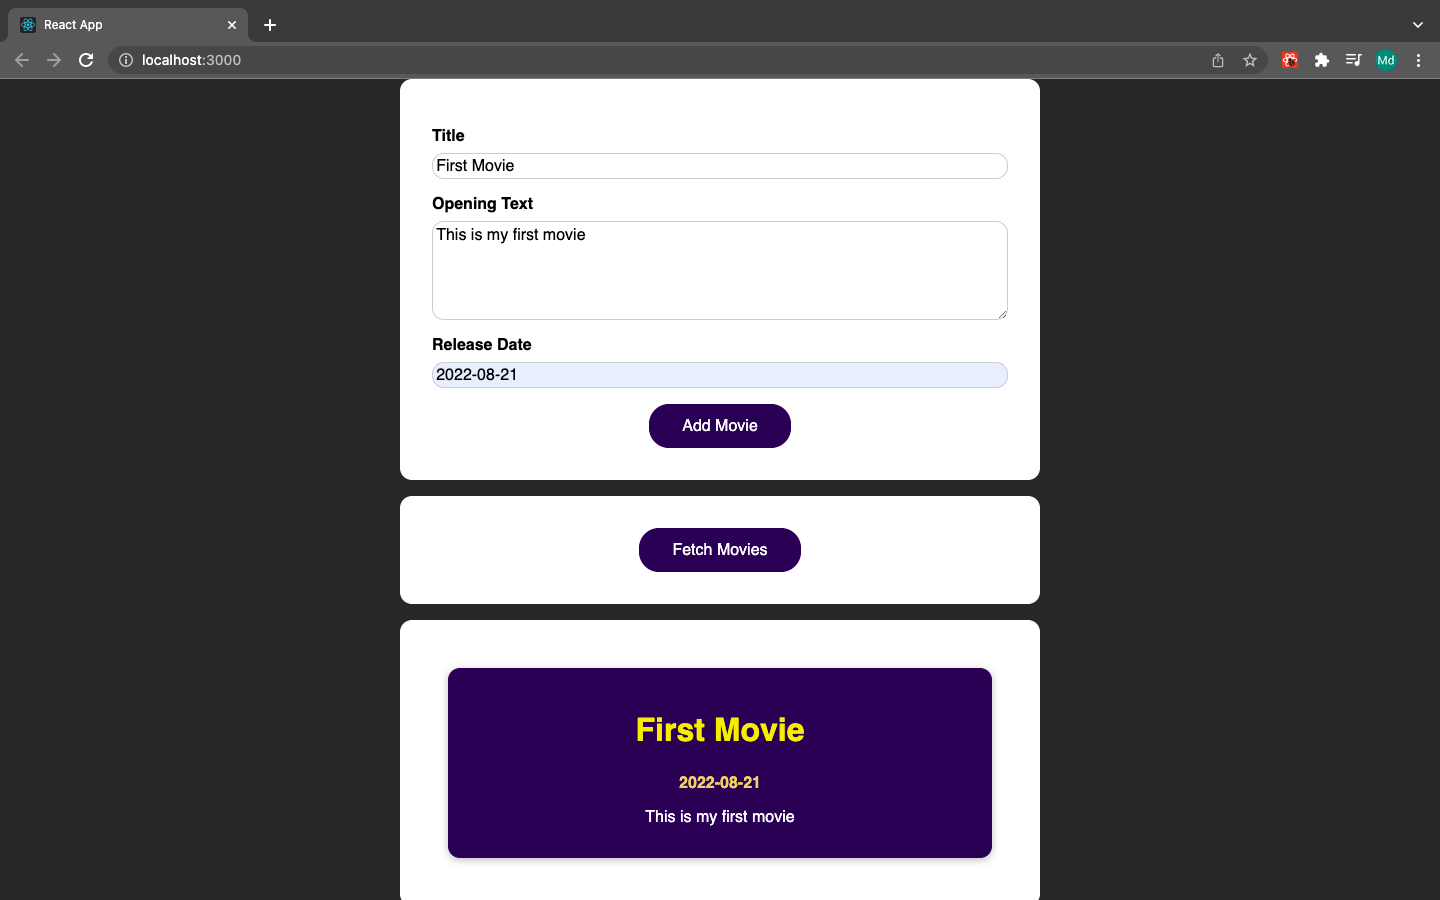 React App
localhost:3000
Md
Title
First Movie
Opening Text
This is my first movie
Release Date
2022-08-21
Add Movie
Fetch Movies
First Movie
2022-08-21
This is my first movie